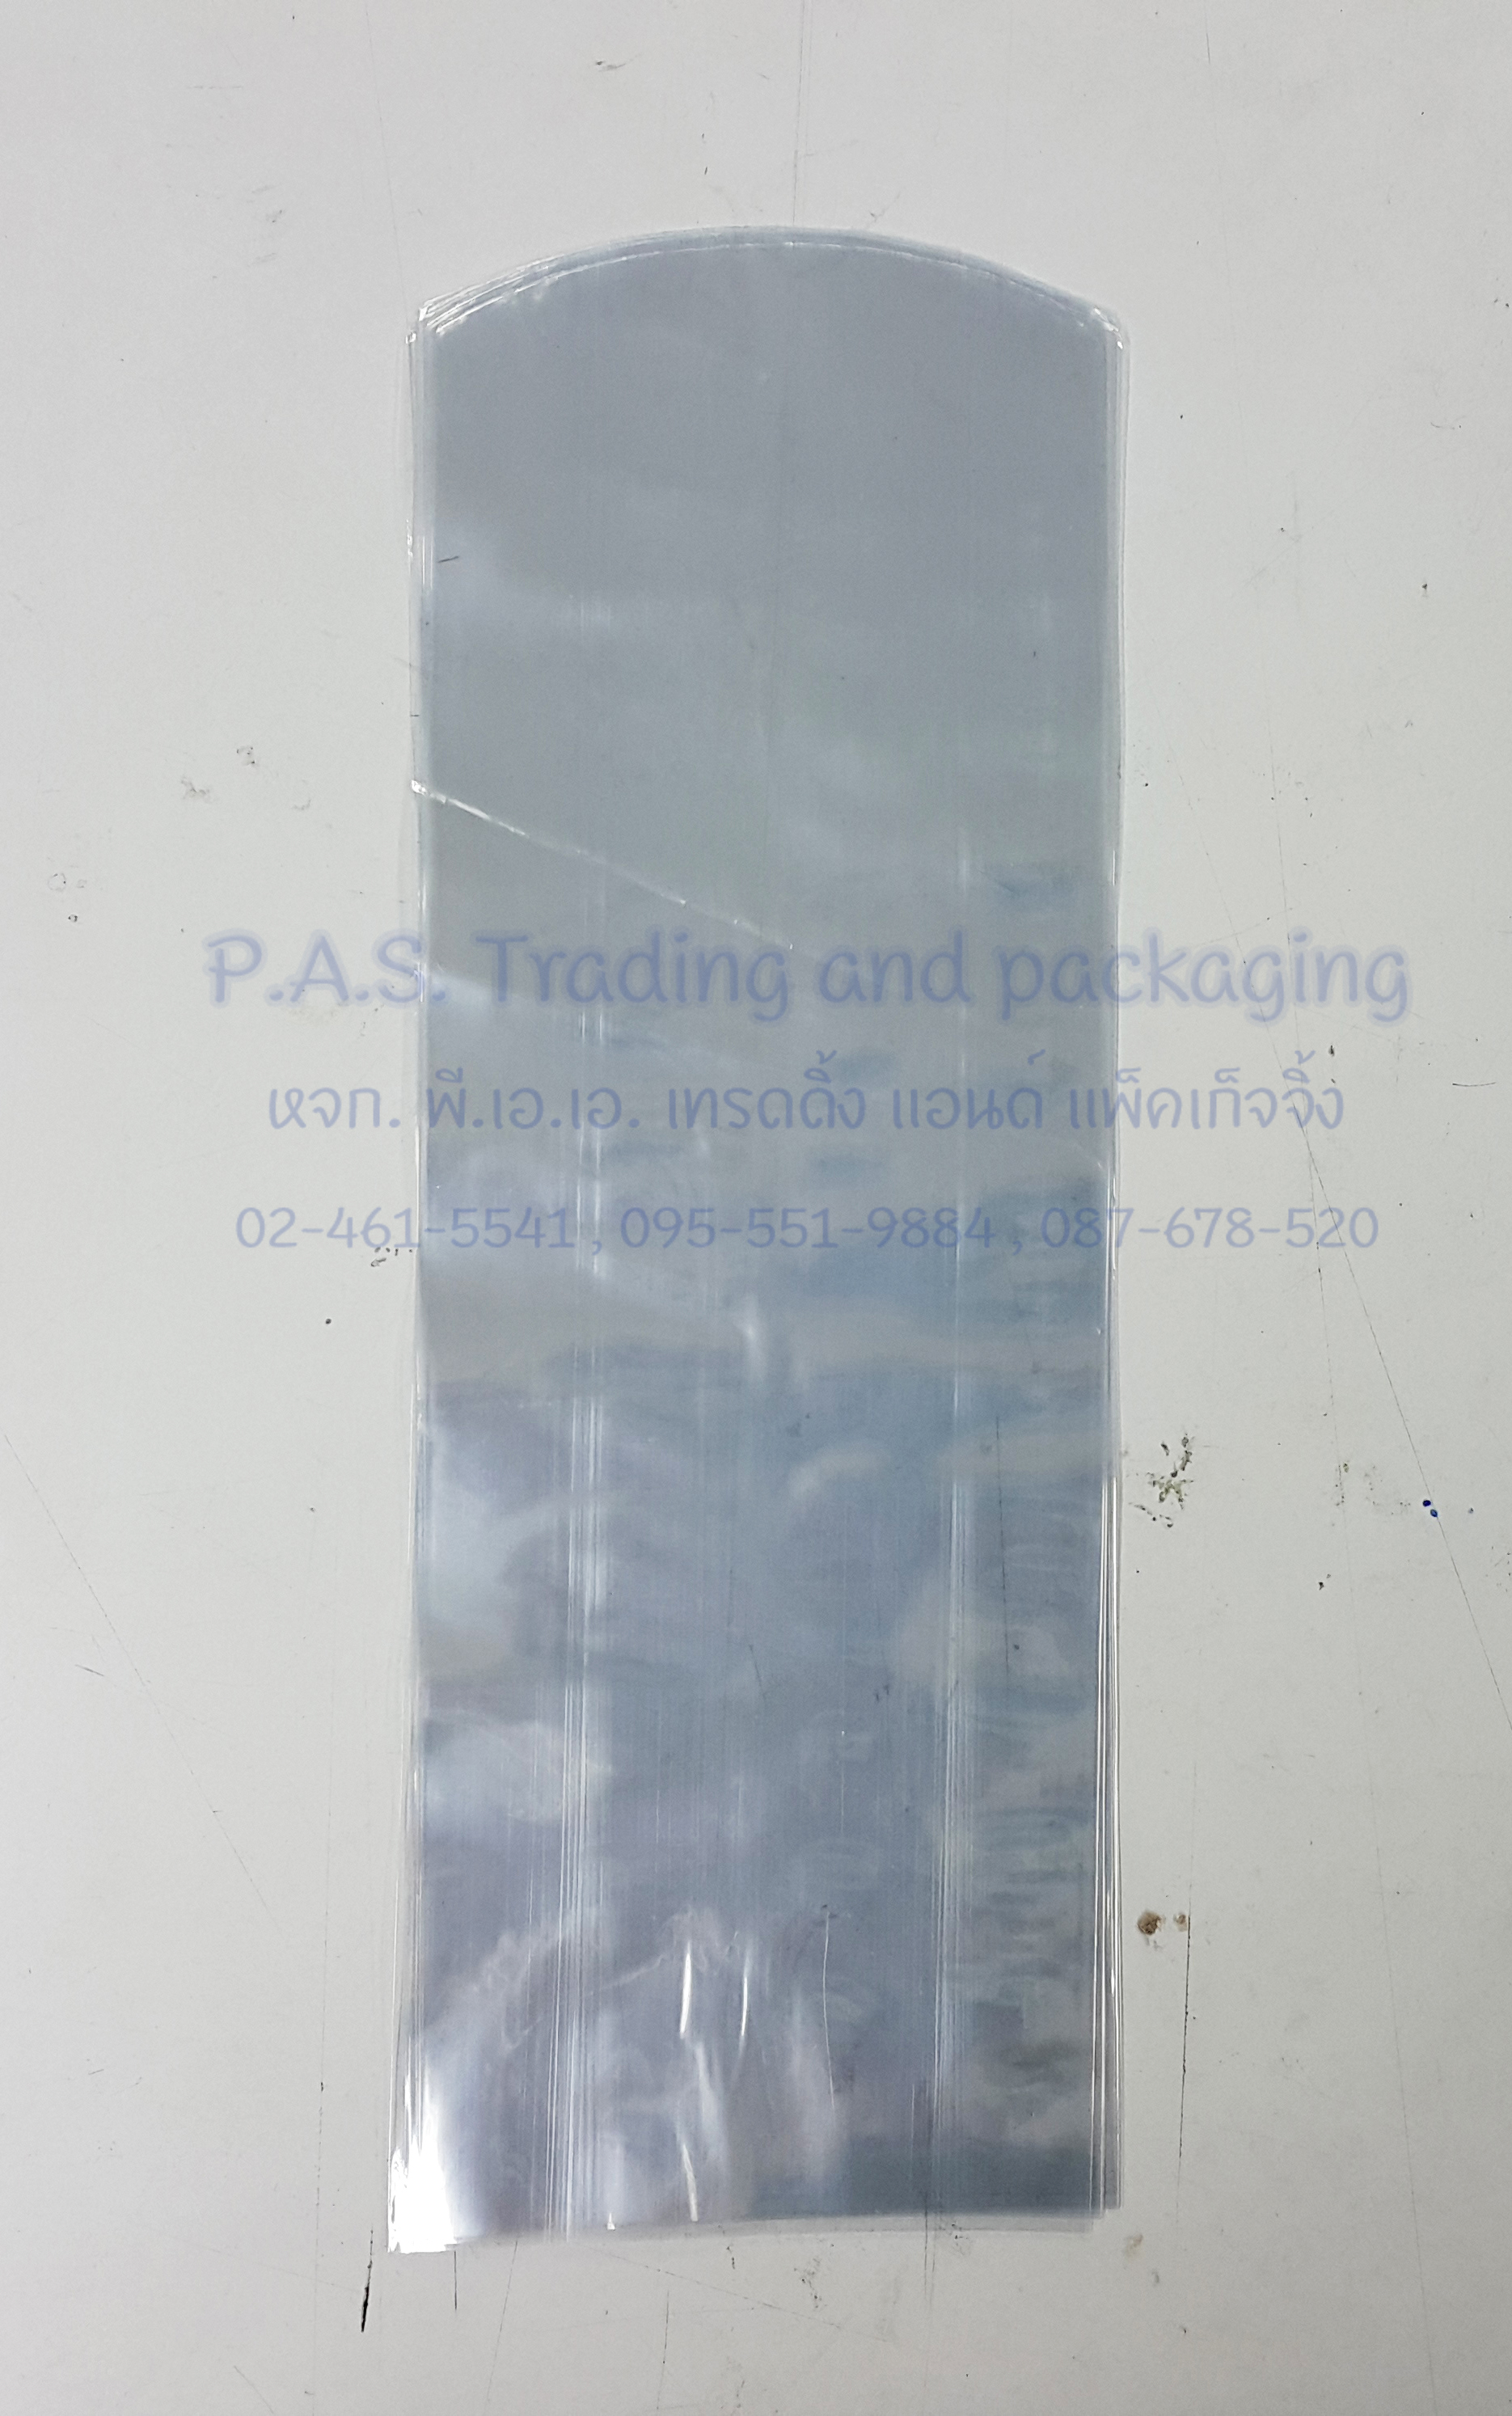 P.A.S. Trading and packaging
หจก. พี.เอ.เอ. เทรดดิ้ง แอนด์ แพ็คเก็จจิ้ง
02-461-5541 , 095-551-9884 , 087-678-520